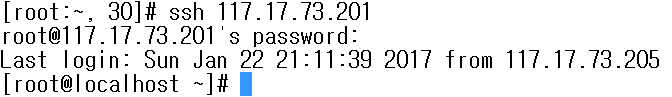 [root:~, 30]# ssh 117.17.73.201
root@117.17.73.201's password:
Last login: Sun Jan 22 21:11:39 2017 from 117.17.73.205
[root@localhost ~]#